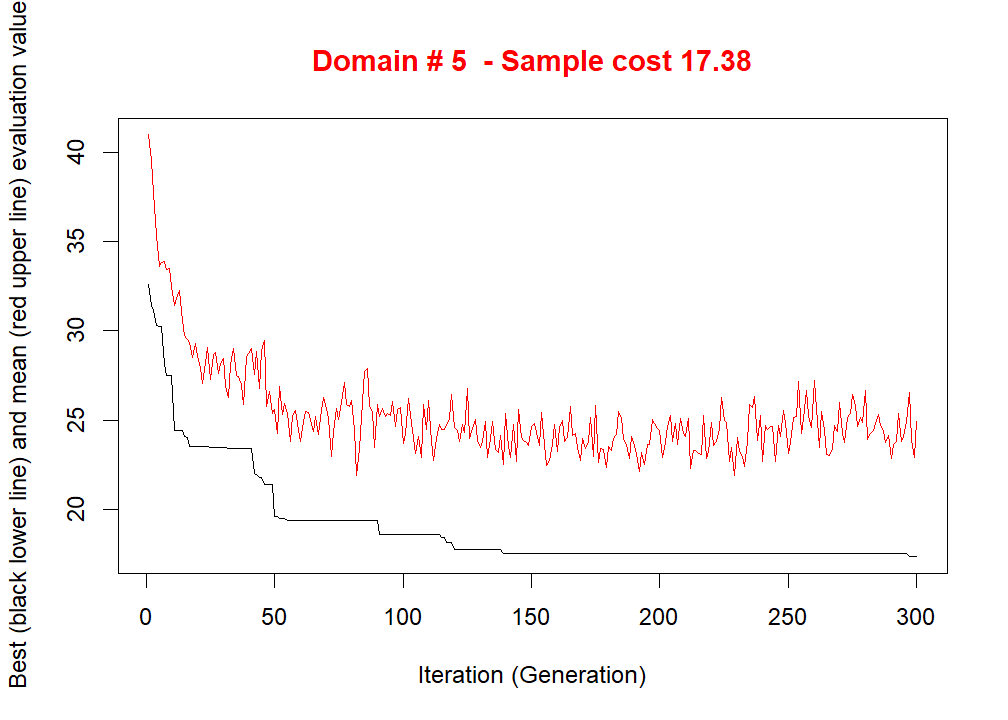 Domain # 5  - Sample cost 17.38
Best (black lower line) and mean (red upper line) evaluation value
40
35
30
25
20
0 50 100 150 200 250 300
Iteration (Generation)